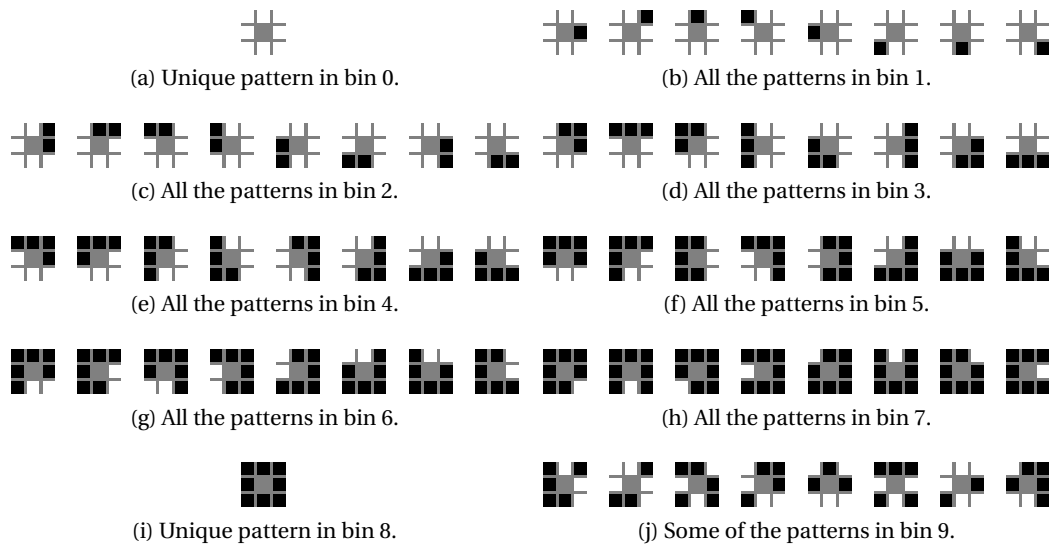 (a) Unique pattern in bin 0.
(b) All the patterns in bin 1.
(c) All the patterns in bin 2.
(d) All the patterns in bin 3.
(e) All the patterns in bin 4.
(f) All the patterns in bin 5.
(g) All the patterns in bin 6.
(h) All the patterns in bin 7.
(i) Unique pattern in bin 8.
(j) Some of the patterns in bin 9.